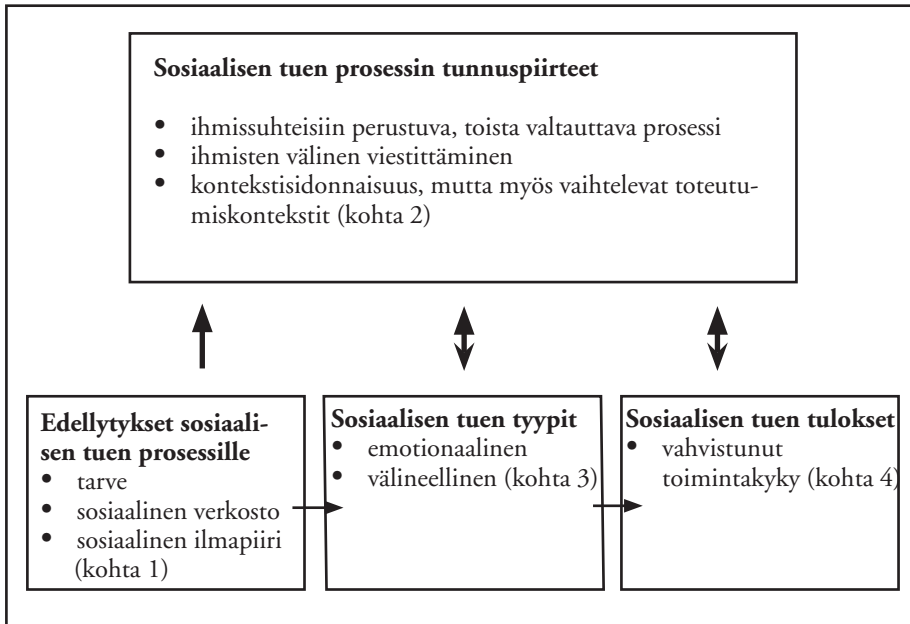 Sosiaalisen tuen prosessin tunnuspiirteet
• ihmissuhteisiin perustuva, toista valtauttava prosessi
• ihmisten välinen viestittäminen
• kontekstisidonnaisuus, mutta myös vaihtelevat toteutu-
miskontekstit (kohta 2)
Edellytykset sosiaali-
sen tuen prosessille
• tarve
• sosiaalinen verkosto
• sosiaalinen ilmapiiri
(kohta 1)
Sosiaalisen tuen tyypit
• emotionaalinen
• välineellinen (kohta 3)
Sosiaalisen tuen tulokset
• vahvistunut
toimintakyky (kohta 4)